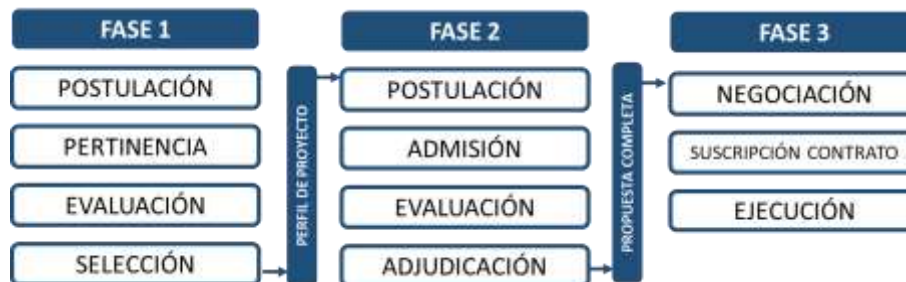 FASE 1
POSTULACIÓN
PERTINENCIA
EVALUACIÓN
SELECCIÓN
PERFIL DE PROYECTO
FASE 2
POSTULACIÓN
ADMISIÓN
EVALUACIÓN
ADJUDICACIÓN
PROPUESTA COMPLETA
FASE 3
NEGOCIACIÓN
SUSCRIPCIÓN CONTRATO
EJECUCIÓN